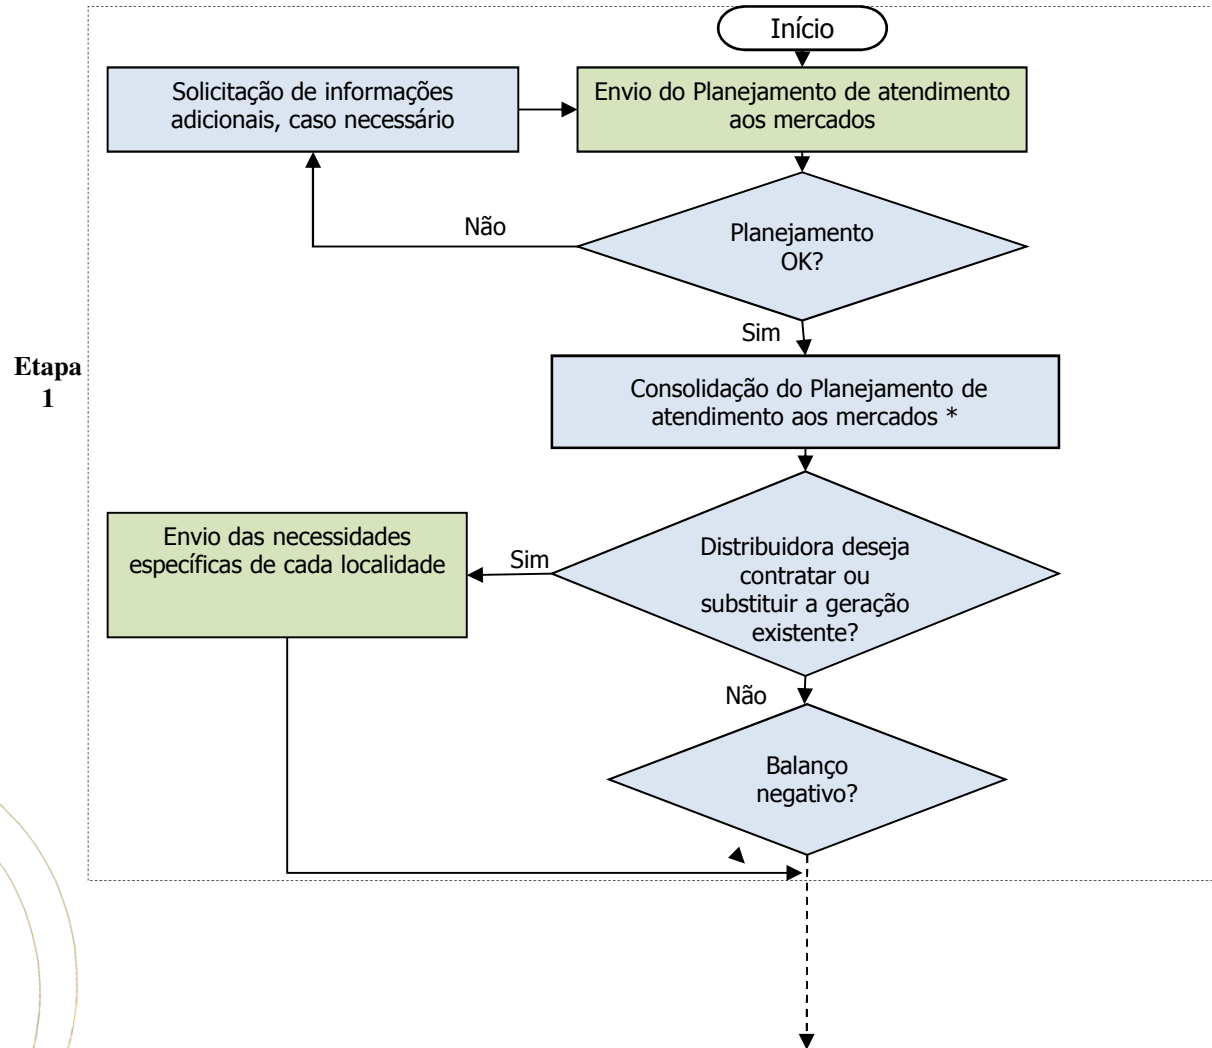 Início
Solicitação de informações
adicionais, caso necessário
Envio do Planejamento de atendimento
aos mercados
Não
Planejamento
OK?
Sim
Etapa
1
Consolidação do Planejamento de
atendimento aos mercados *
Envio das necessidades
específicas de cada localidade
Sim
Distribuidora deseja
contratar ou
substituir a geração
existente?
Não
Balanço
negativo?